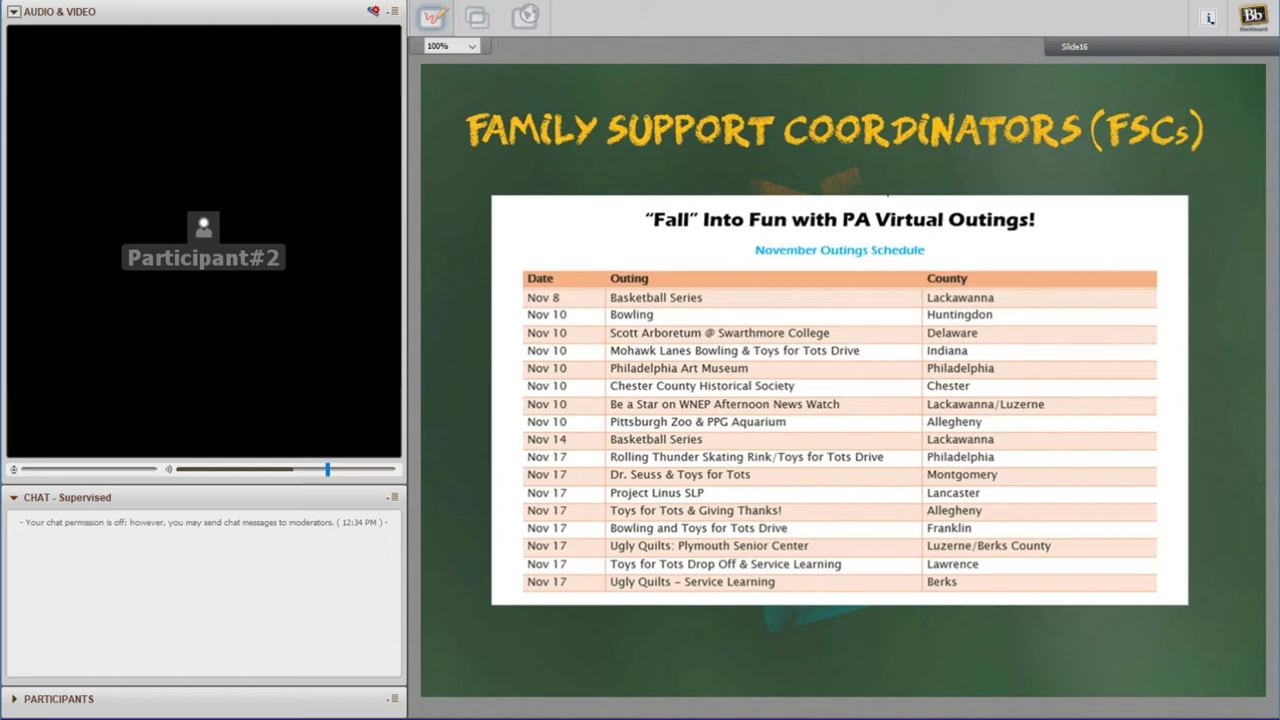 AUDIO & VIDEO
Participant#2
CHAT - Supervised
- Your chat permission is off; however, you may send chat messages to moderators. ( 12:34 PM ) -
PARTICIPANTS
100%
Slide16
i
Bb
Blackboard
FAMILY SUPPORT COORDINATORS (FSCs)
“Fall” Into Fun with PA Virtual Outings!
November Outings Schedule
Date Outing County
Nov 8 Basketball Series Lackawanna
Nov 10 Bowling Huntingdon
Nov 10 Scott Arboretum @ Swarthmore College Delaware
Nov 10 Mohawk Lanes Bowling & Toys for Tots Drive Indiana
Nov 10 Philadelphia Art Museum Philadelphia
Nov 10 Chester County Historical Society Chester
Nov 10 Be a Star on WNEP Afternoon News Watch Lackawanna/Luzerne
Nov 10 Pittsburgh Zoo & PPG Aquarium Allegheny
Nov 14 Basketball Series Lackawanna
Nov 17 Rolling Thunder Skating Rink/Toys for Tots Drive Philadelphia
Nov 17 Dr. Seuss & Toys for Tots Montgomery
Nov 17 Project Linus SLP Lancaster
Nov 17 Toys for Tots & Giving Thanks! Allegheny
Nov 17 Bowling and Toys for Tots Drive Franklin
Nov 17 Ugly Quilts: Plymouth Senior Center Luzerne/Berks County
Nov 17 Toys for Tots Drop Off & Service Learning Lawrence
Nov 17 Ugly Quilts – Service Learning Berks